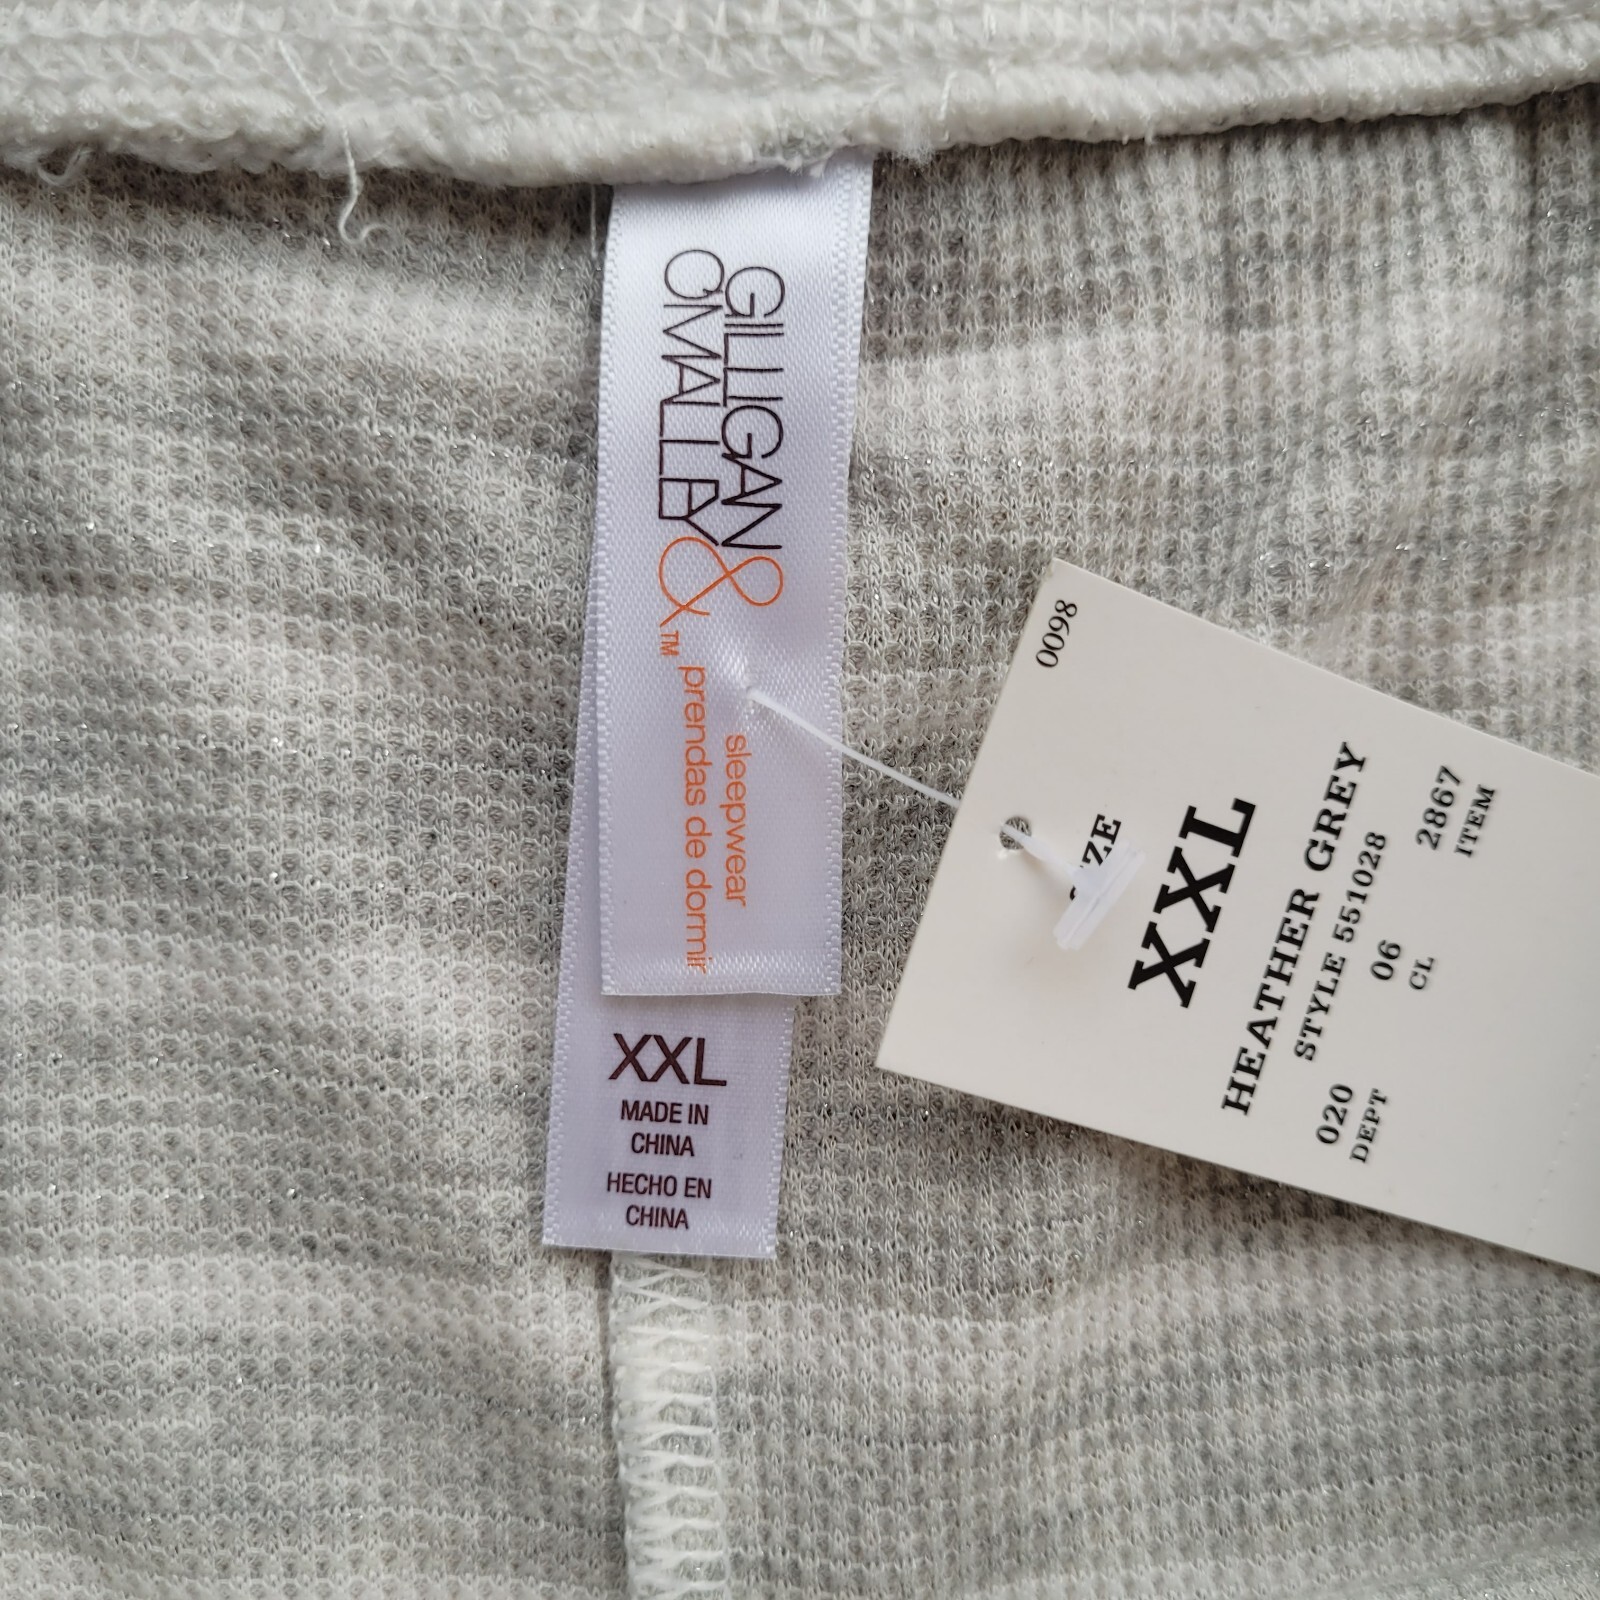 GILLIGAN &
OMALLEY &™
sleepwear
prendas de dormir
XXL
MADE IN
CHINA
HECHO EN
CHINA
0098
XXL
HEATHER GREY
STYLE 551028
020 06 2867
DEPT CL ITEM